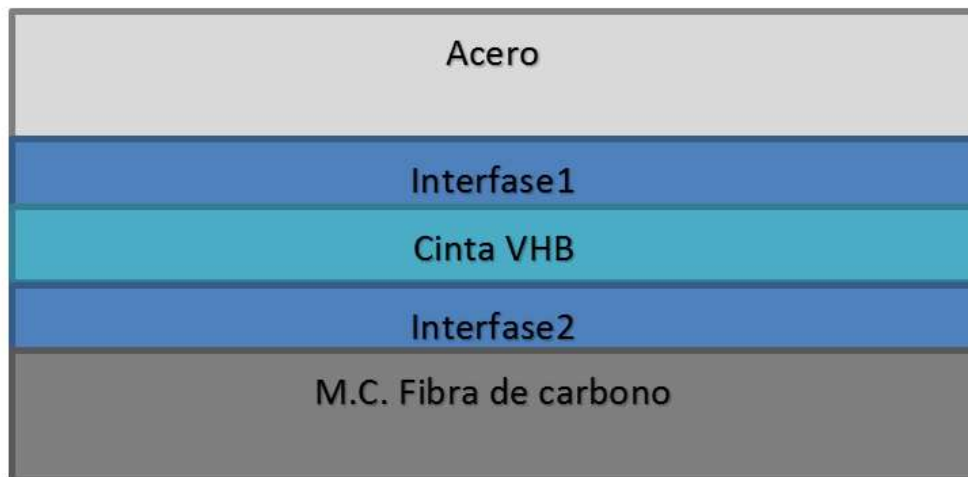 Acero
Interfase1
Cinta VHB
Interfase2
M.C. Fibra de carbono